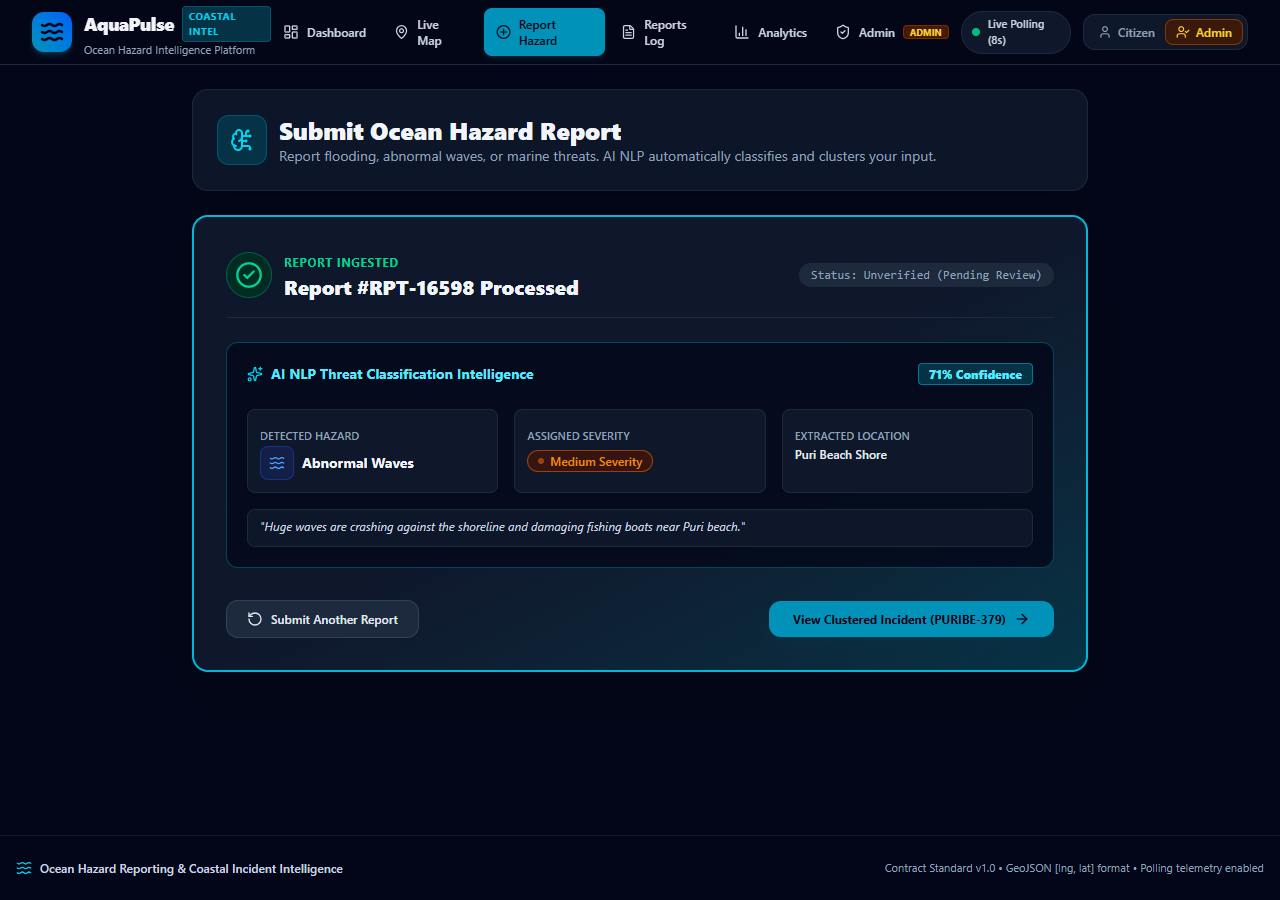 AquaPulse
COASTAL
INTEL
Ocean Hazard Intelligence Platform
Dashboard
Live
Map
Report
Hazard
Reports
Log
Analytics
Admin
ADMIN
Live Polling
(8s)
Citizen
Admin
Submit Ocean Hazard Report
Report flooding, abnormal waves, or marine threats. AI NLP automatically classifies and clusters your input.
REPORT INGESTED
Report #RPT-16598 Processed
Status: Unverified (Pending Review)
AI NLP Threat Classification Intelligence
71% Confidence
DETECTED HAZARD
Abnormal Waves
ASSIGNED SEVERITY
Medium Severity
EXTRACTED LOCATION
Puri Beach Shore
"Huge waves are crashing against the shoreline and damaging fishing boats near Puri beach."
Submit Another Report
View Clustered Incident (PURIBE-379)
Ocean Hazard Reporting & Coastal Incident Intelligence
Contract Standard v1.0 • GeoJSON [lng, lat] format • Polling telemetry enabled